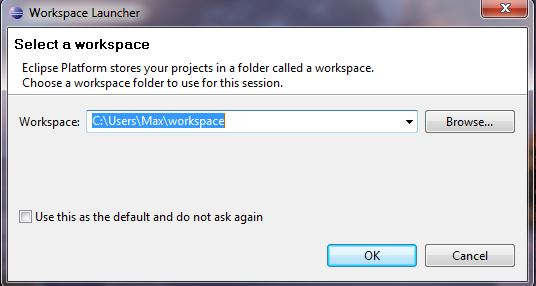 Workspace Launcher
Select a workspace
Eclipse Platform stores your projects in a folder called a workspace.
Choose a workspace folder to use for this session.
Workspace: C:\Users\Max\workspace Browse...
Use this as the default and do not ask again
OK Cancel